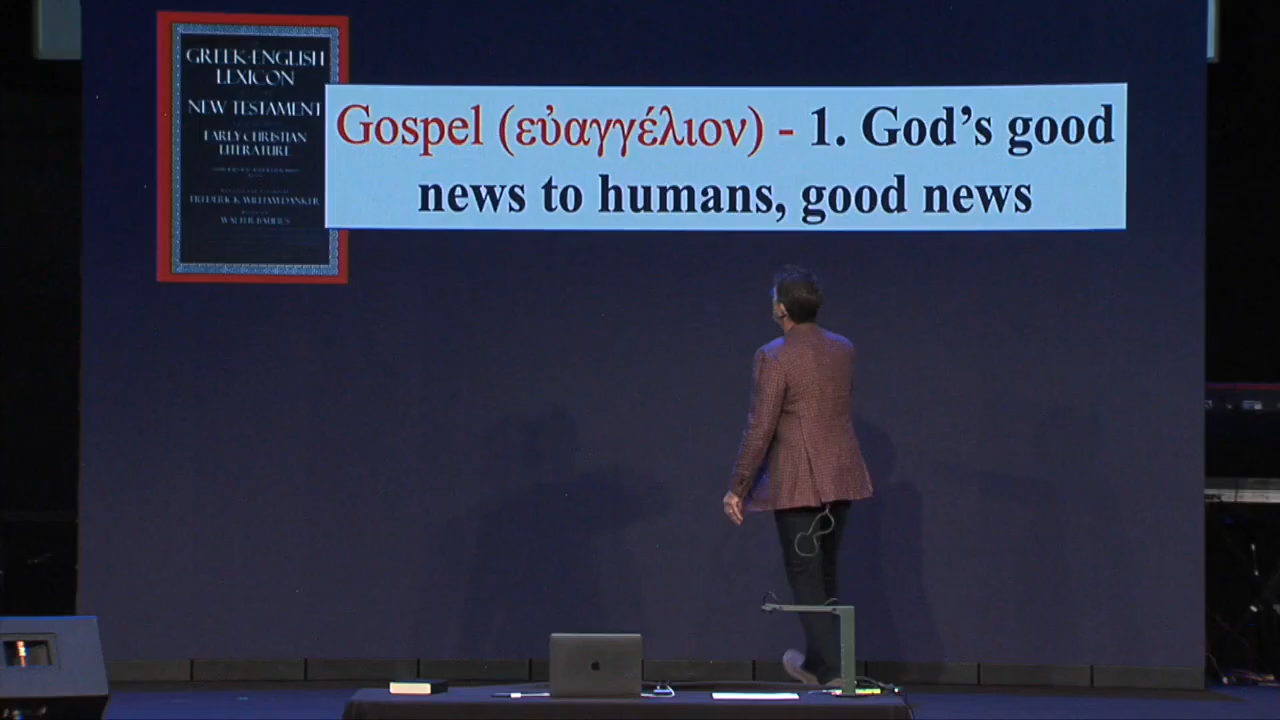 GREEK-ENGLISH
LEXICON
NEW TESTAMENT
EARLY CHRISTIAN
LITERATURE
FREDERICK WILLIAM DANKER
WALTER BAUER'S
Gospel (εὐαγγέλιον) - 1. God’s good
news to humans, good news